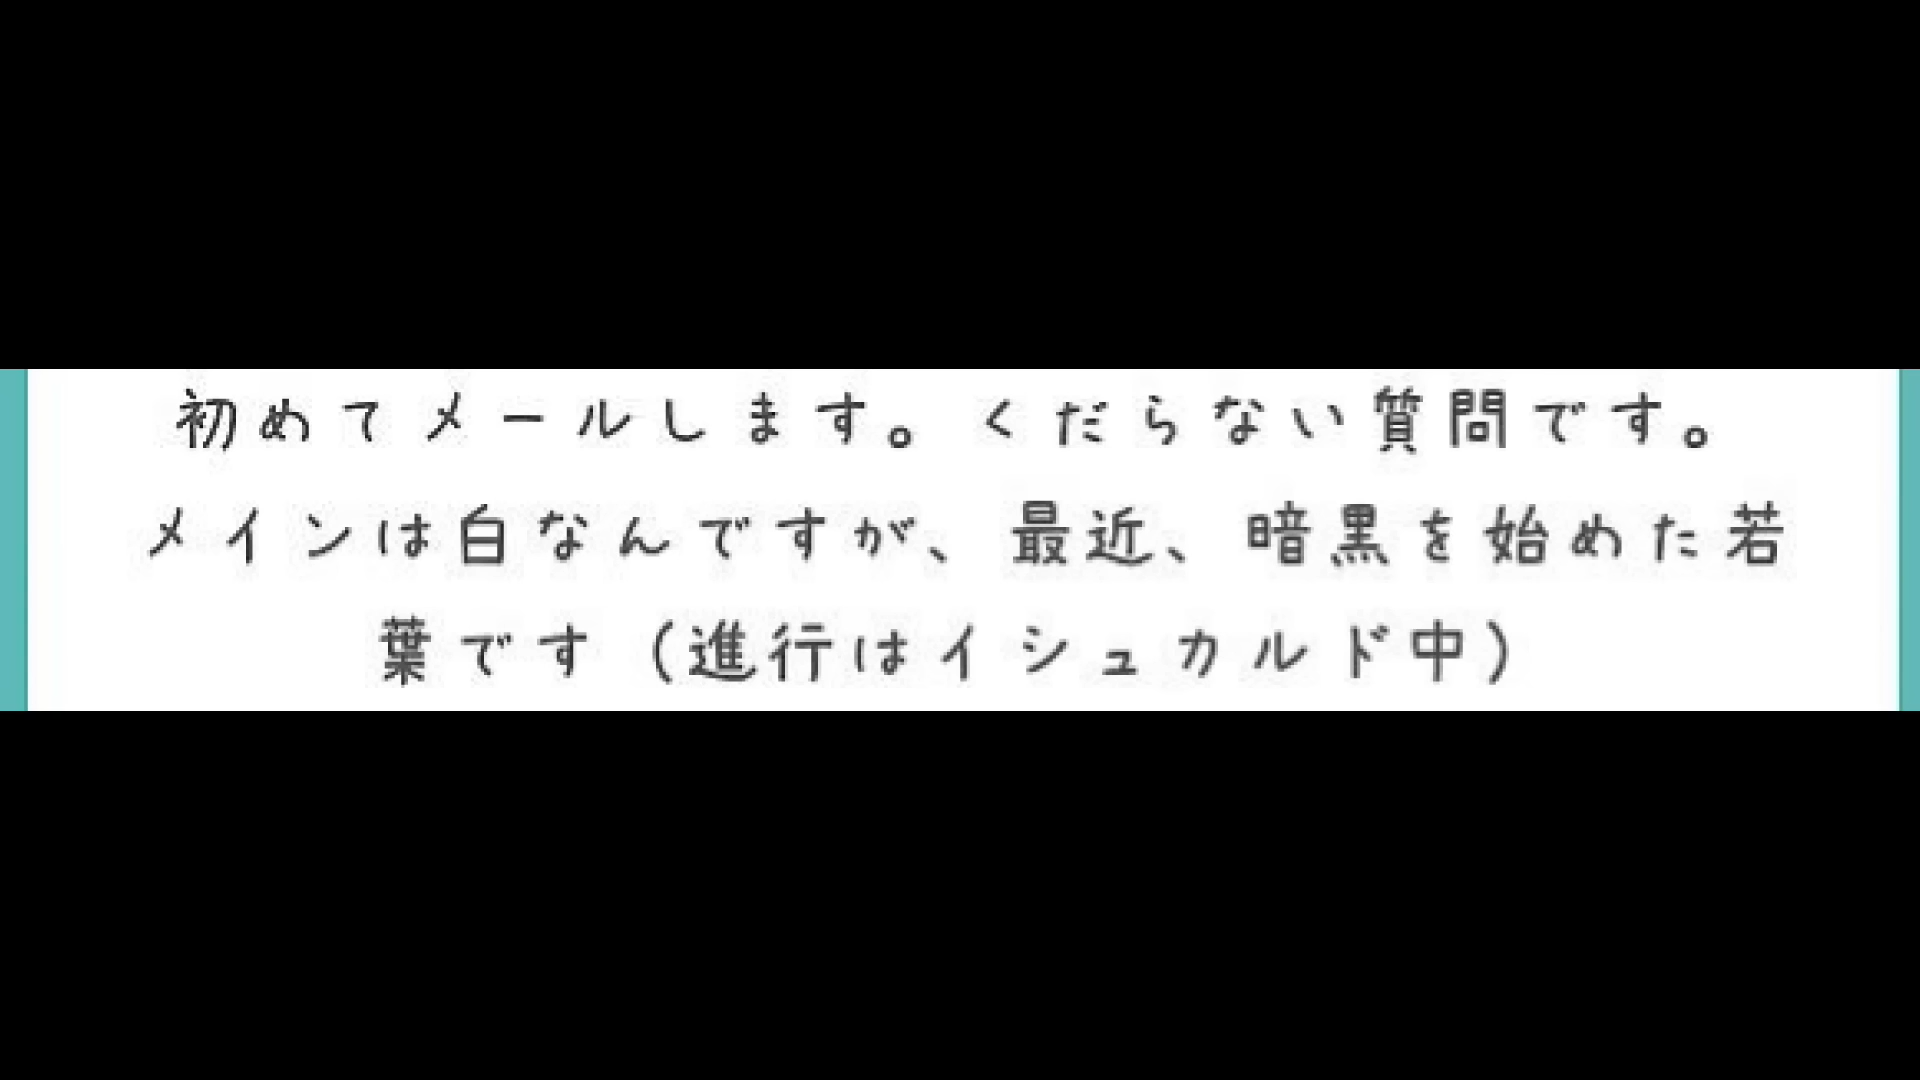 初めてメールします。くだらない質問です。
メインは白なんですが、最近、暗黒を始めた若
葉です（進行はイシュカルド中）